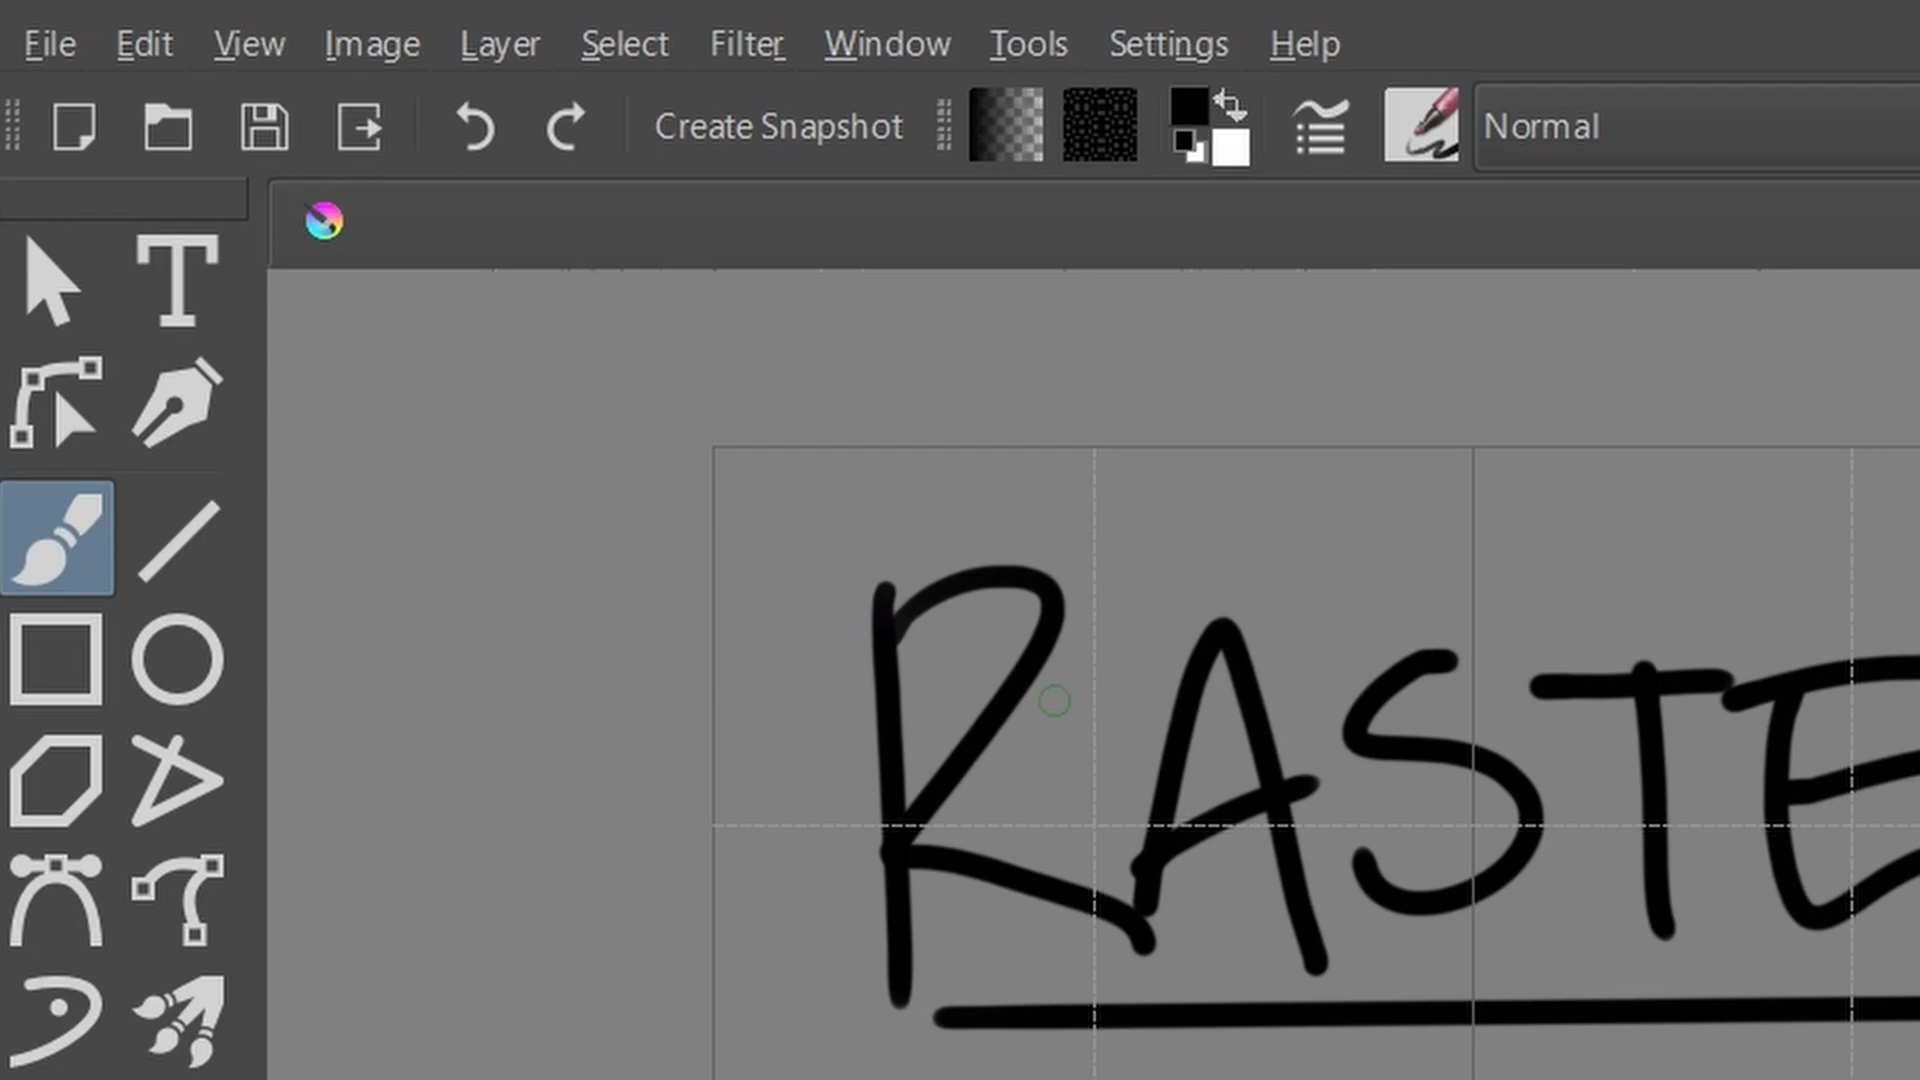 File Edit View Image Layer Select Filter Window Tools Settings Help
Create Snapshot Normal
RASTE